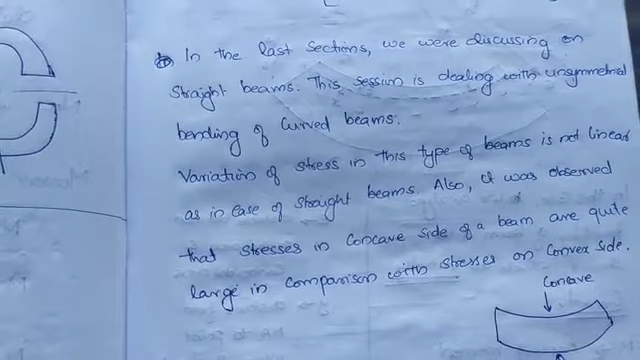 In the last sections, we were discussing on
straight beams. This session is dealing with unsymmetrial
bending of Curved beams.
Variation of stress in this type of beams is not linear
as in case of straight beams. Also, it was observed
that stresses in concave side of a beam are quite
large in comparison with stresses on convex side.
Concave